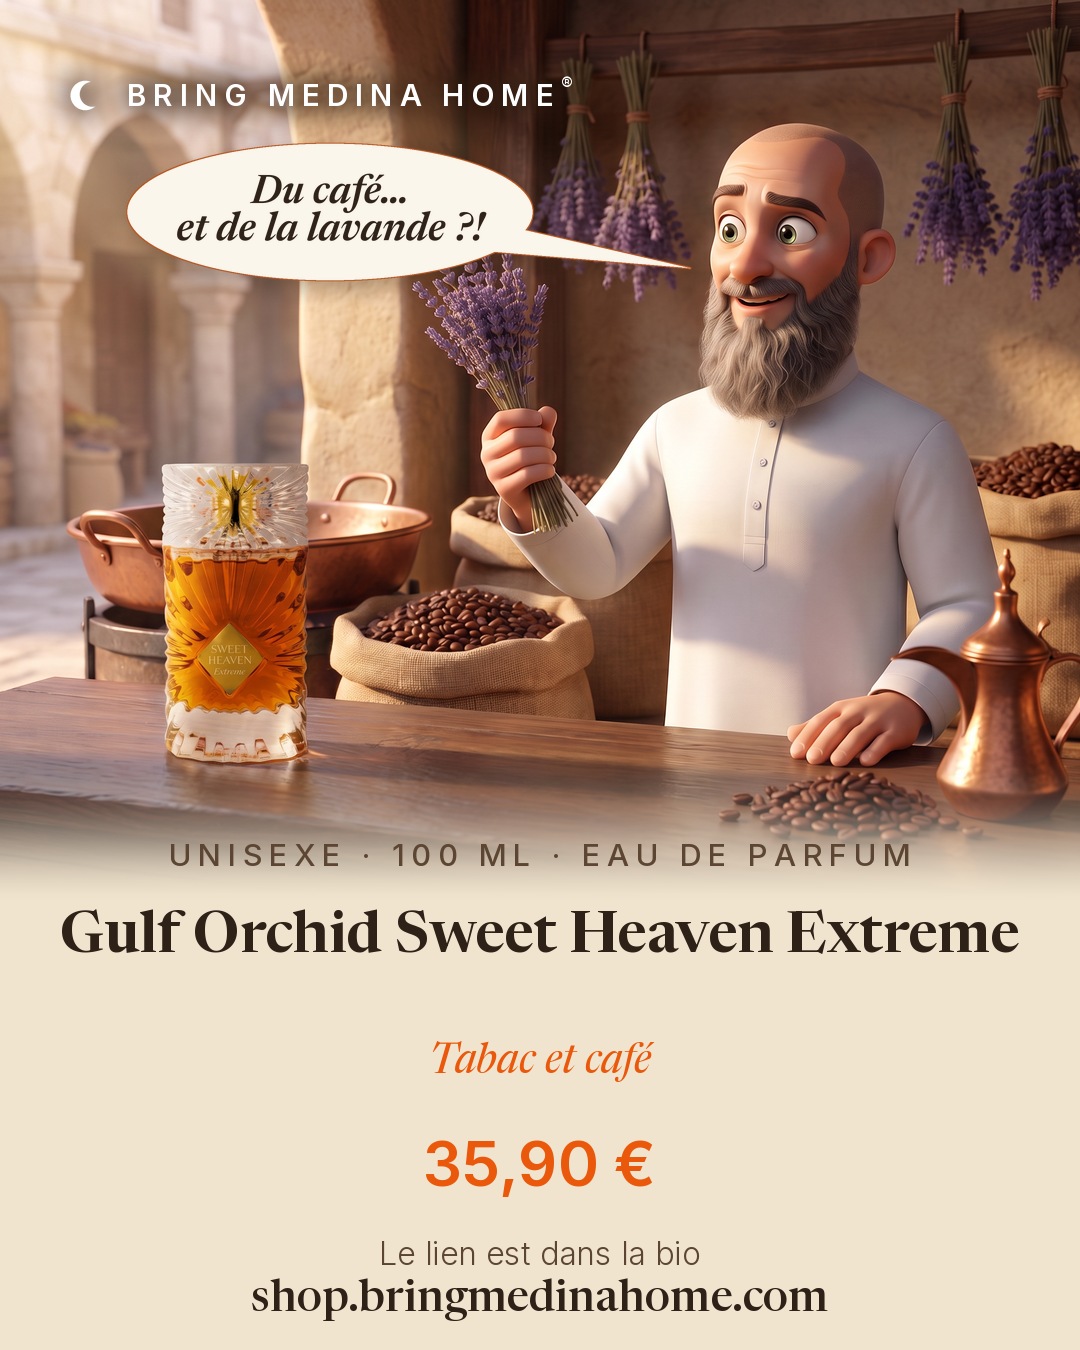 BRING MEDINA HOME®
Du café...
et de la lavande ?!
SWEET
HEAVEN
Extreme
UNISEXE · 100 ML · EAU DE PARFUM
Gulf Orchid Sweet Heaven Extreme
Tabac et café
35,90 €
Le lien est dans la bio
shop.bringmedinahome.com